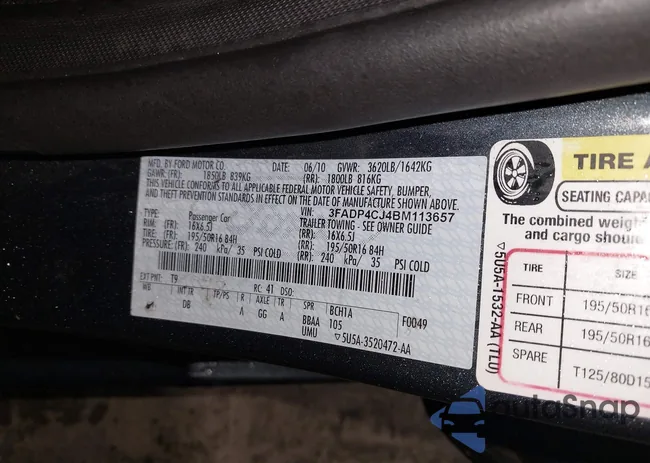 MFD. BY FORD MOTOR CO.
DATE: 06/10 GVWR: 3620LB/1642KG
GAWR: (FR): 1850LB 839KG (RR): 1800LB 816KG
THIS VEHICLE CONFORMS TO ALL APPLICABLE FEDERAL MOTOR VEHICLE SAFETY, BUMPER,
AND THEFT PREVENTION STANDARDS IN EFFECT ON THE DATE OF MANUFACTURE SHOWN ABOVE.
VIN: 3FADP4CJ4BM113657
TYPE: Passenger Car TRAILER TOWING - SEE OWNER GUIDE
RIM: (FR): 16X6.5J (RR): 16X6.5J
TIRE: (FR): 195/50R16 84H (RR): 195/50R16 84H
PRESSURE: (FR): 240 kPa/ 35 PSI COLD (RR): 240 kPa/ 35 PSI COLD
EXT PNT: T9 RC: 41 DSO:
WB INT TR TP/PS R AXLE TR SPR BCH1A
DB A GG A BBAA 105 F0049
UMU ▽5U5A-3520472-AA
TIRE A
SEATING CAPA
The combined weigh
and cargo should
▽5U5A-1532-AA (TL0)
TIRE SIZE
FRONT 195/50R16
REAR 195/50R16
SPARE T125/80D15
autoSnap